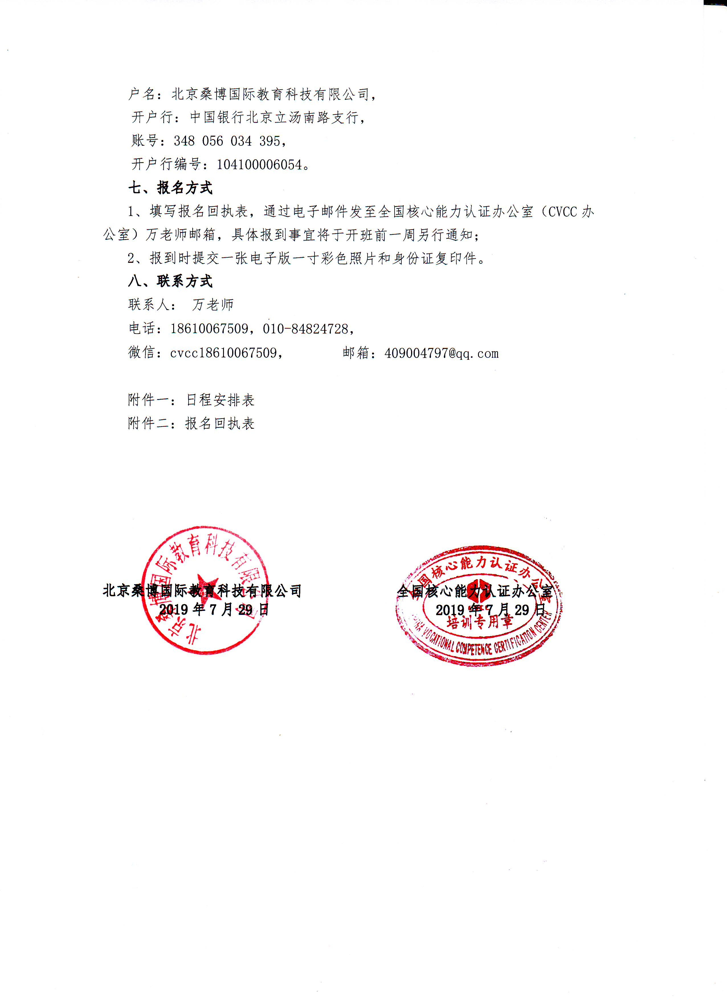 户名：北京桑博国际教育科技有限公司，
开户行：中国银行北京立汤南路支行，
账号：348 056 034 395，
开户行编号：104100006054。
七、报名方式
1、填写报名回执表，通过电子邮件发至全国核心能力认证办公室（CVCC 办
公室）万老师邮箱，具体报到事宜将于开班前一周另行通知；
2、报到时提交一张电子版一寸彩色照片和身份证复印件。
八、联系方式
联系人： 万老师
电话：18610067509，010-84824728，
微信：cvcc18610067509， 邮箱：409004797@qq.com
附件一：日程安排表
附件二：报名回执表
北京桑博国际教育科技有限公司
2019 年 7 月 29 日
北京桑博国际教育科技有限公司
全国核心能力认证办公室
全国核心能力认证办公室
2019 年 7 月 29 日
培训专用章
CHINA VOCATIONAL COMPETENCE CERTIFICATION CENTER